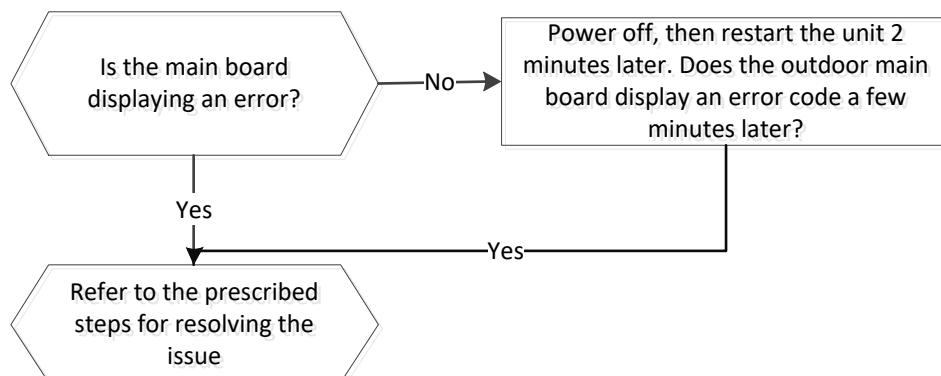 Is the main board
displaying an error?
No
Power off, then restart the unit 2
minutes later. Does the outdoor main
board display an error code a few
minutes later?
Yes
Yes
Refer to the prescribed
steps for resolving the
issue